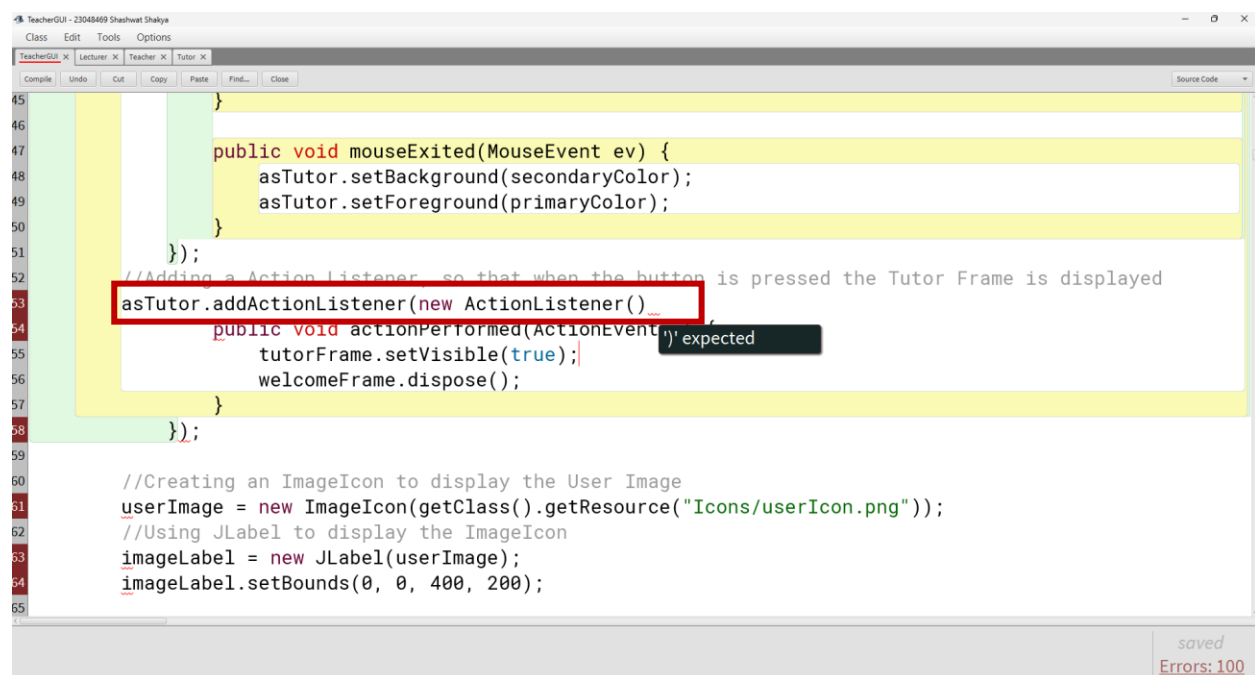 TeacherGUI - 23048469 Shashwat Shakya
Class Edit Tools Options
TeacherGUI X Lecturer X Teacher X Tutor X
Compile Undo Cut Copy Paste Find... Close Source Code
45 }
46
47 public void mouseExited(MouseEvent ev) {
48 asTutor.setBackground(secondaryColor);
49 asTutor.setForeground(primaryColor);
50 }
51 });
52 //Adding a Action Listener, so that when the button is pressed the Tutor Frame is displayed
53 asTutor.addActionListener(new ActionListener()
54 public void actionPerformed(ActionEvent {
')' expected
55 tutorFrame.setVisible(true);
56 welcomeFrame.dispose();
57 }
58 });
59
60 //Creating an ImageIcon to display the User Image
61 userImage = new ImageIcon(getClass().getResource("Icons/userIcon.png"));
62 //Using JLabel to display the ImageIcon
63 imageLabel = new JLabel(userImage);
64 imageLabel.setBounds(0, 0, 400, 200);
65
saved
Errors: 100